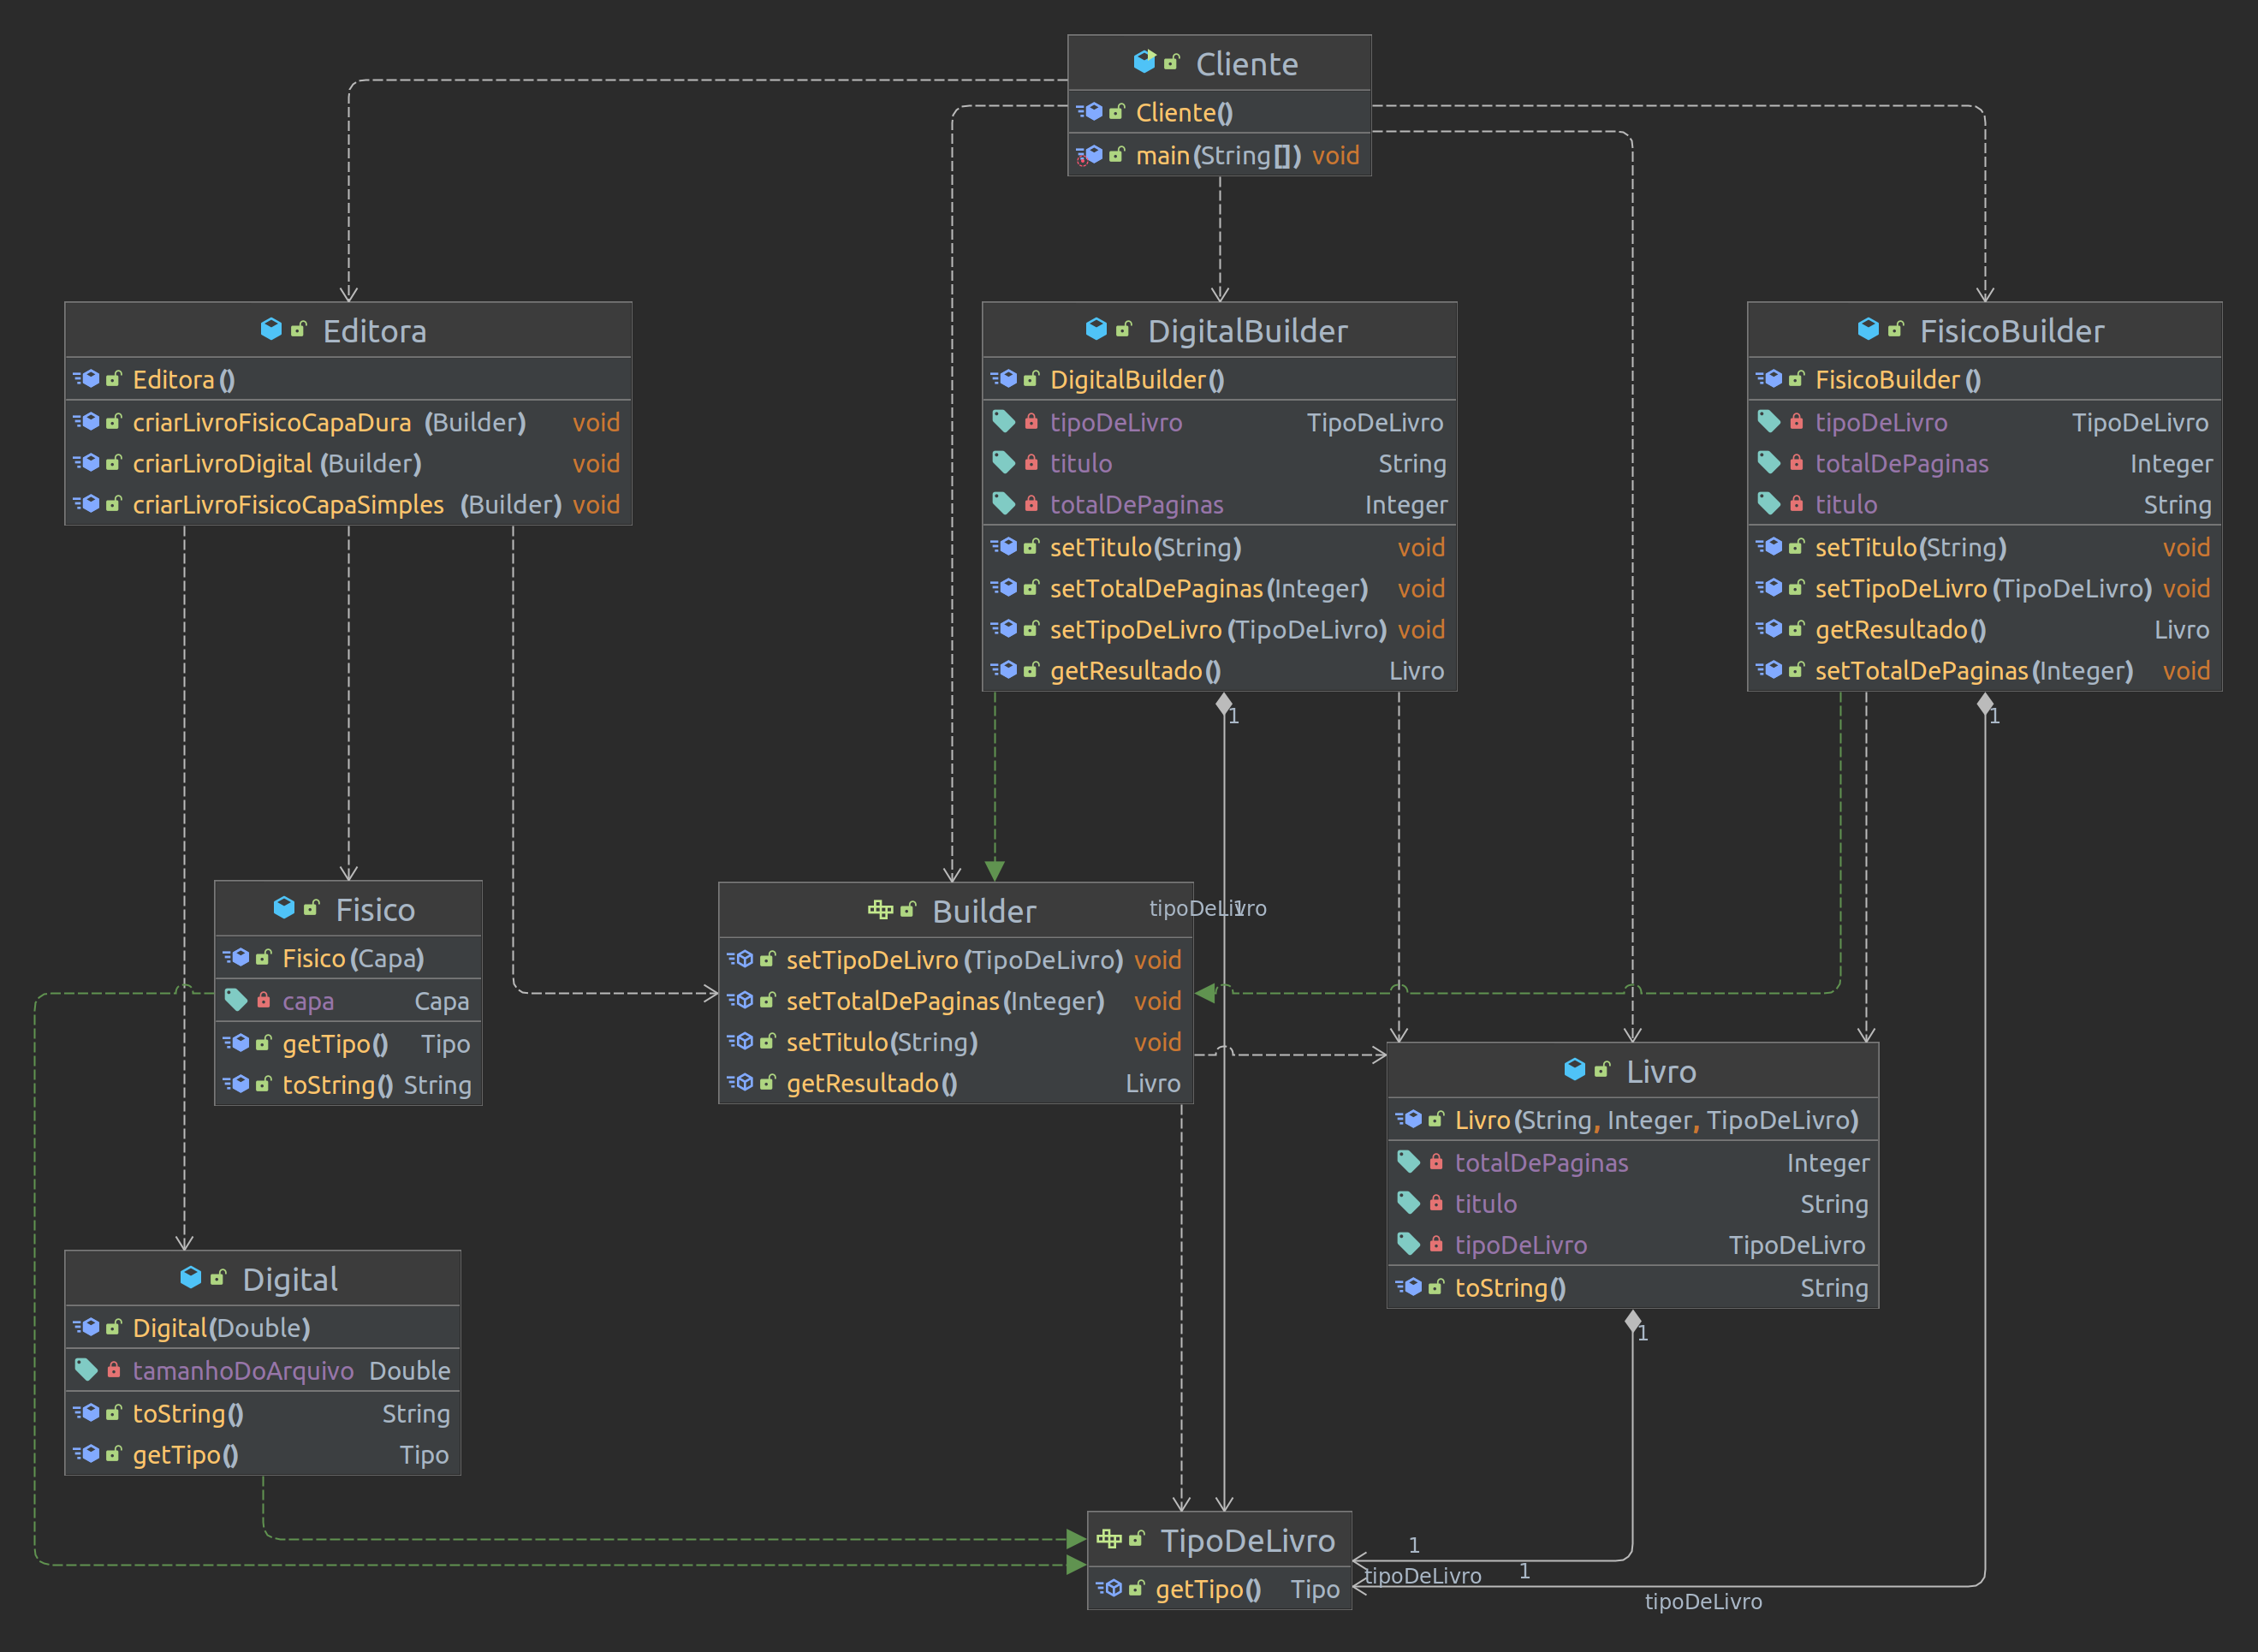 Cliente
Cliente()
main(String[]) void
Editora
Editora()
criarLivroFisicoCapaDura (Builder) void
criarLivroDigital (Builder) void
criarLivroFisicoCapaSimples (Builder) void
DigitalBuilder
DigitalBuilder()
tipoDeLivro TipoDeLivro
titulo String
totalDePaginas Integer
setTitulo(String) void
setTotalDePaginas(Integer) void
setTipoDeLivro(TipoDeLivro) void
getResultado() Livro
1
FisicoBuilder
FisicoBuilder()
tipoDeLivro TipoDeLivro
totalDePaginas Integer
titulo String
setTitulo(String) void
setTipoDeLivro(TipoDeLivro) void
getResultado() Livro
setTotalDePaginas(Integer) void
1
Fisico
Fisico(Capa)
capa Capa
getTipo() Tipo
toString() String
Builder
setTipoDeLivro(TipoDeLivro) void
setTotalDePaginas(Integer) void
setTitulo(String) void
getResultado() Livro
tipoDeLivro
1
Livro
Livro(String, Integer, TipoDeLivro)
totalDePaginas Integer
titulo String
tipoDeLivro TipoDeLivro
toString() String
1
Digital
Digital(Double)
tamanhoDoArquivo Double
toString() String
getTipo() Tipo
TipoDeLivro
getTipo() Tipo
1
tipoDeLivro
1
tipoDeLivro